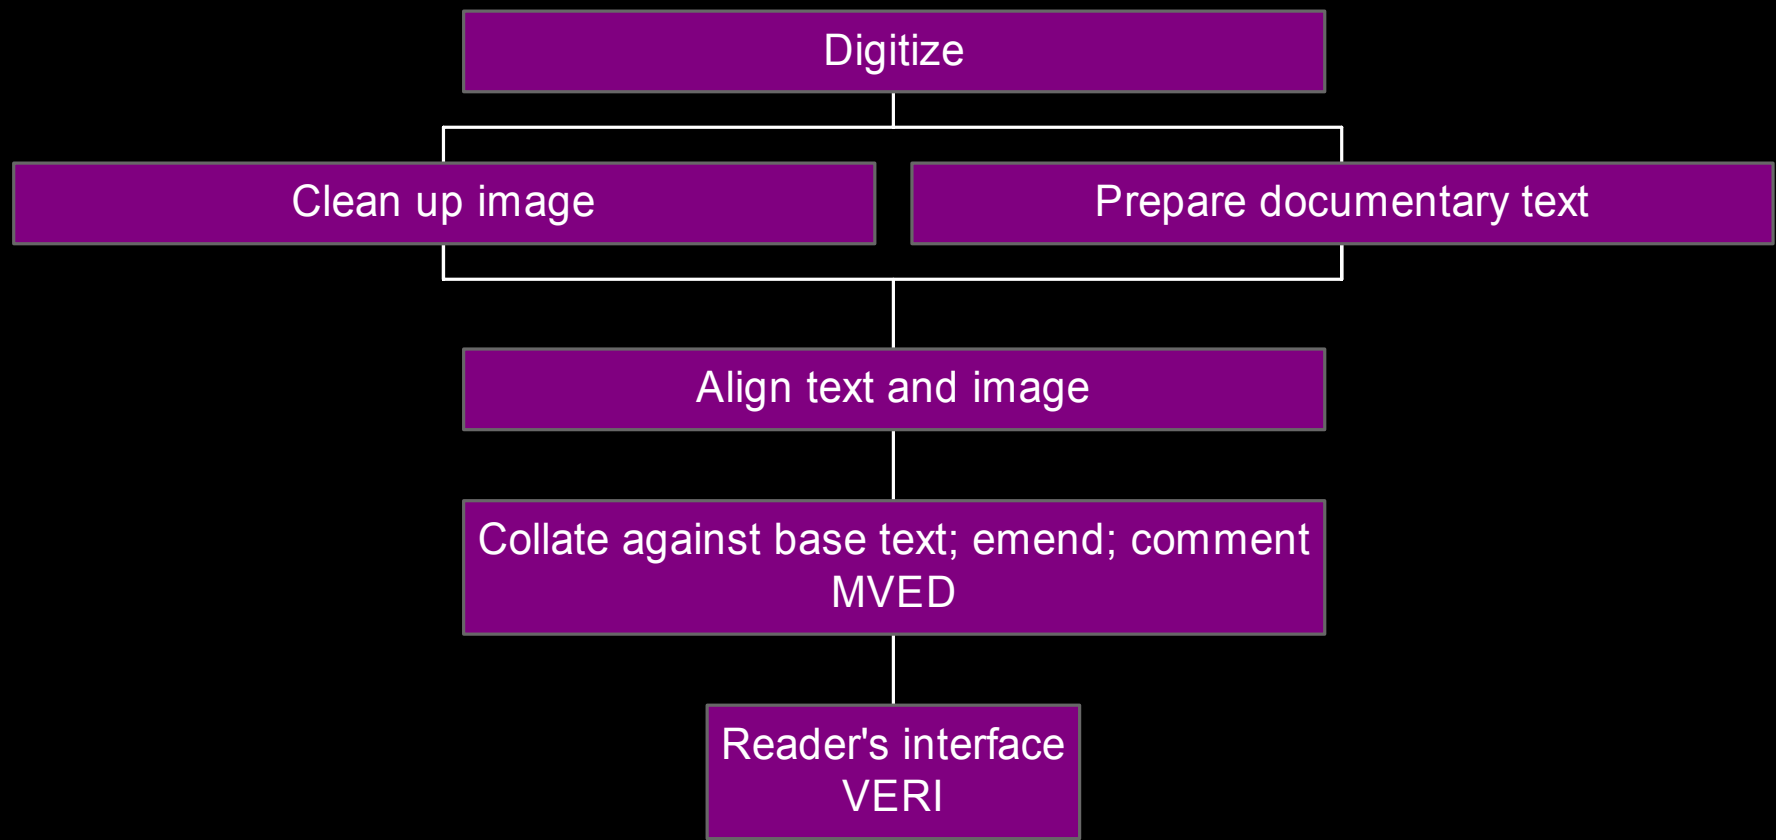 Digitize
Clean up image
Prepare documentary text
Align text and image
Collate against base text; emend; comment
MVED
Reader's interface
VERI